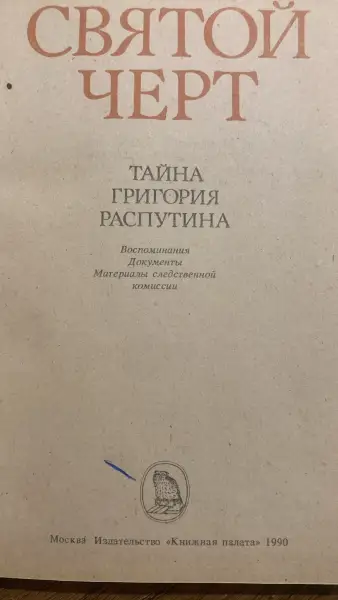 СВЯТОЙ
ЧЕРТ
ТАЙНА
ГРИГОРИЯ
РАСПУТИНА
Воспоминания
Документы
Материалы следственной
комиссии
Москва Издательство «Книжная палата» 1990